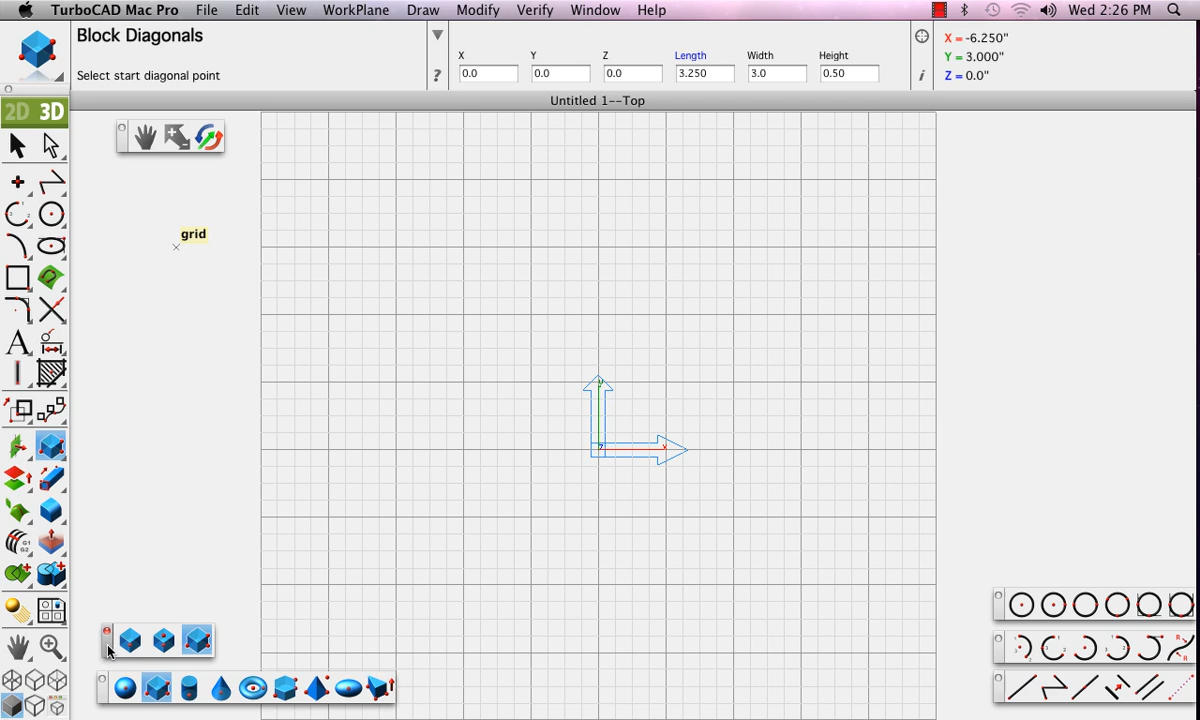 TurboCAD Mac Pro File Edit View WorkPlane Draw Modify Verify Window Help Wed 2:26 PM
Block Diagonals
Select start diagonal point
?
X Y Z Length Width Height
0.0 0.0 0.0 3.250 3.0 0.50
i
X = -6.250"
Y = 3.000"
Z = 0.0"
Untitled 1--Top
2D 3D
grid
A
G1
G2
y
z x
R
R